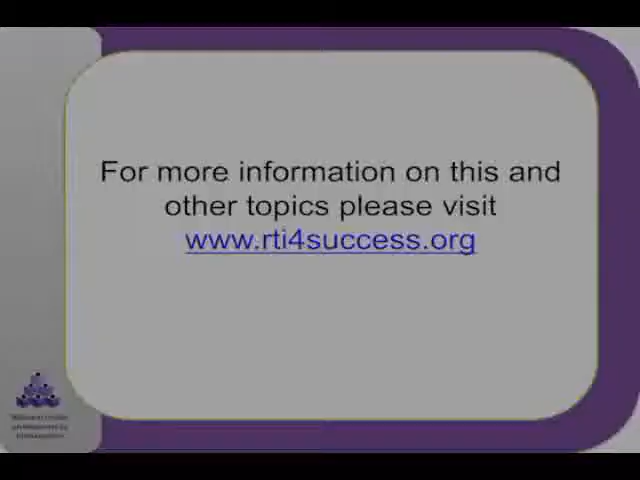 For more information on this and
other topics please visit
www.rti4success.org